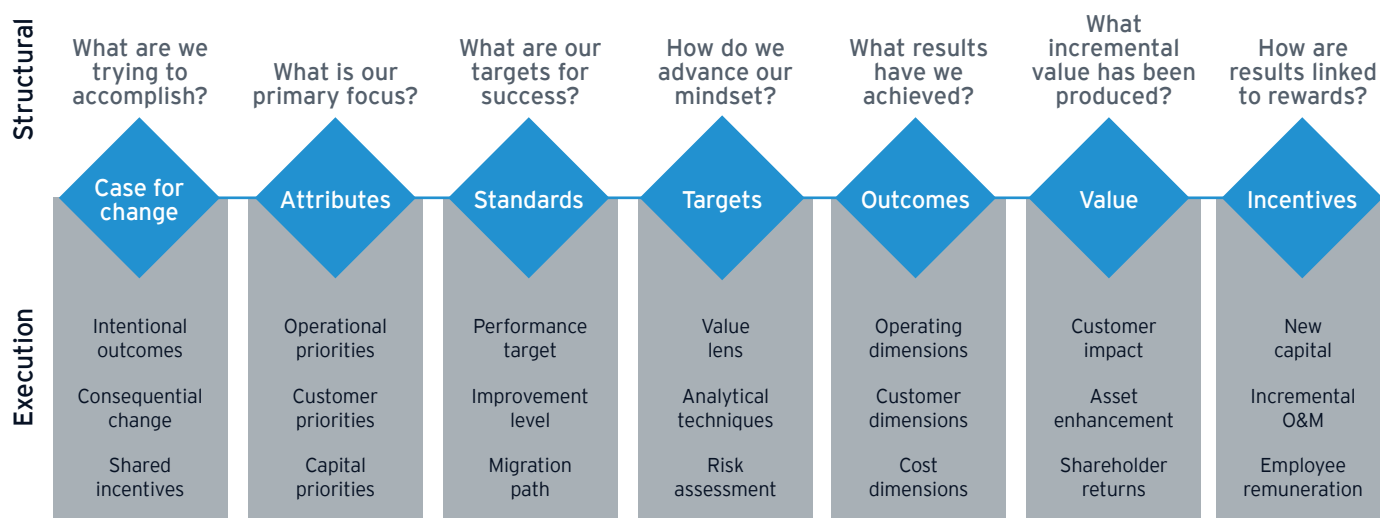 Structural
What are we
trying to
accomplish?
What is our
primary focus?
What are our
targets for
success?
How do we
advance our
mindset?
What results
have we
achieved?
What
incremental
value has been
produced?
How are
results linked
to rewards?
Case for
change
Attributes
Standards
Targets
Outcomes
Value
Incentives
Execution
Intentional
outcomes
Consequential
change
Shared
incentives
Operational
priorities
Customer
priorities
Capital
priorities
Performance
target
Improvement
level
Migration
path
Value
lens
Analytical
techniques
Risk
assessment
Operating
dimensions
Customer
dimensions
Cost
dimensions
Customer
impact
Asset
enhancement
Shareholder
returns
New
capital
Incremental
O&M
Employee
remuneration